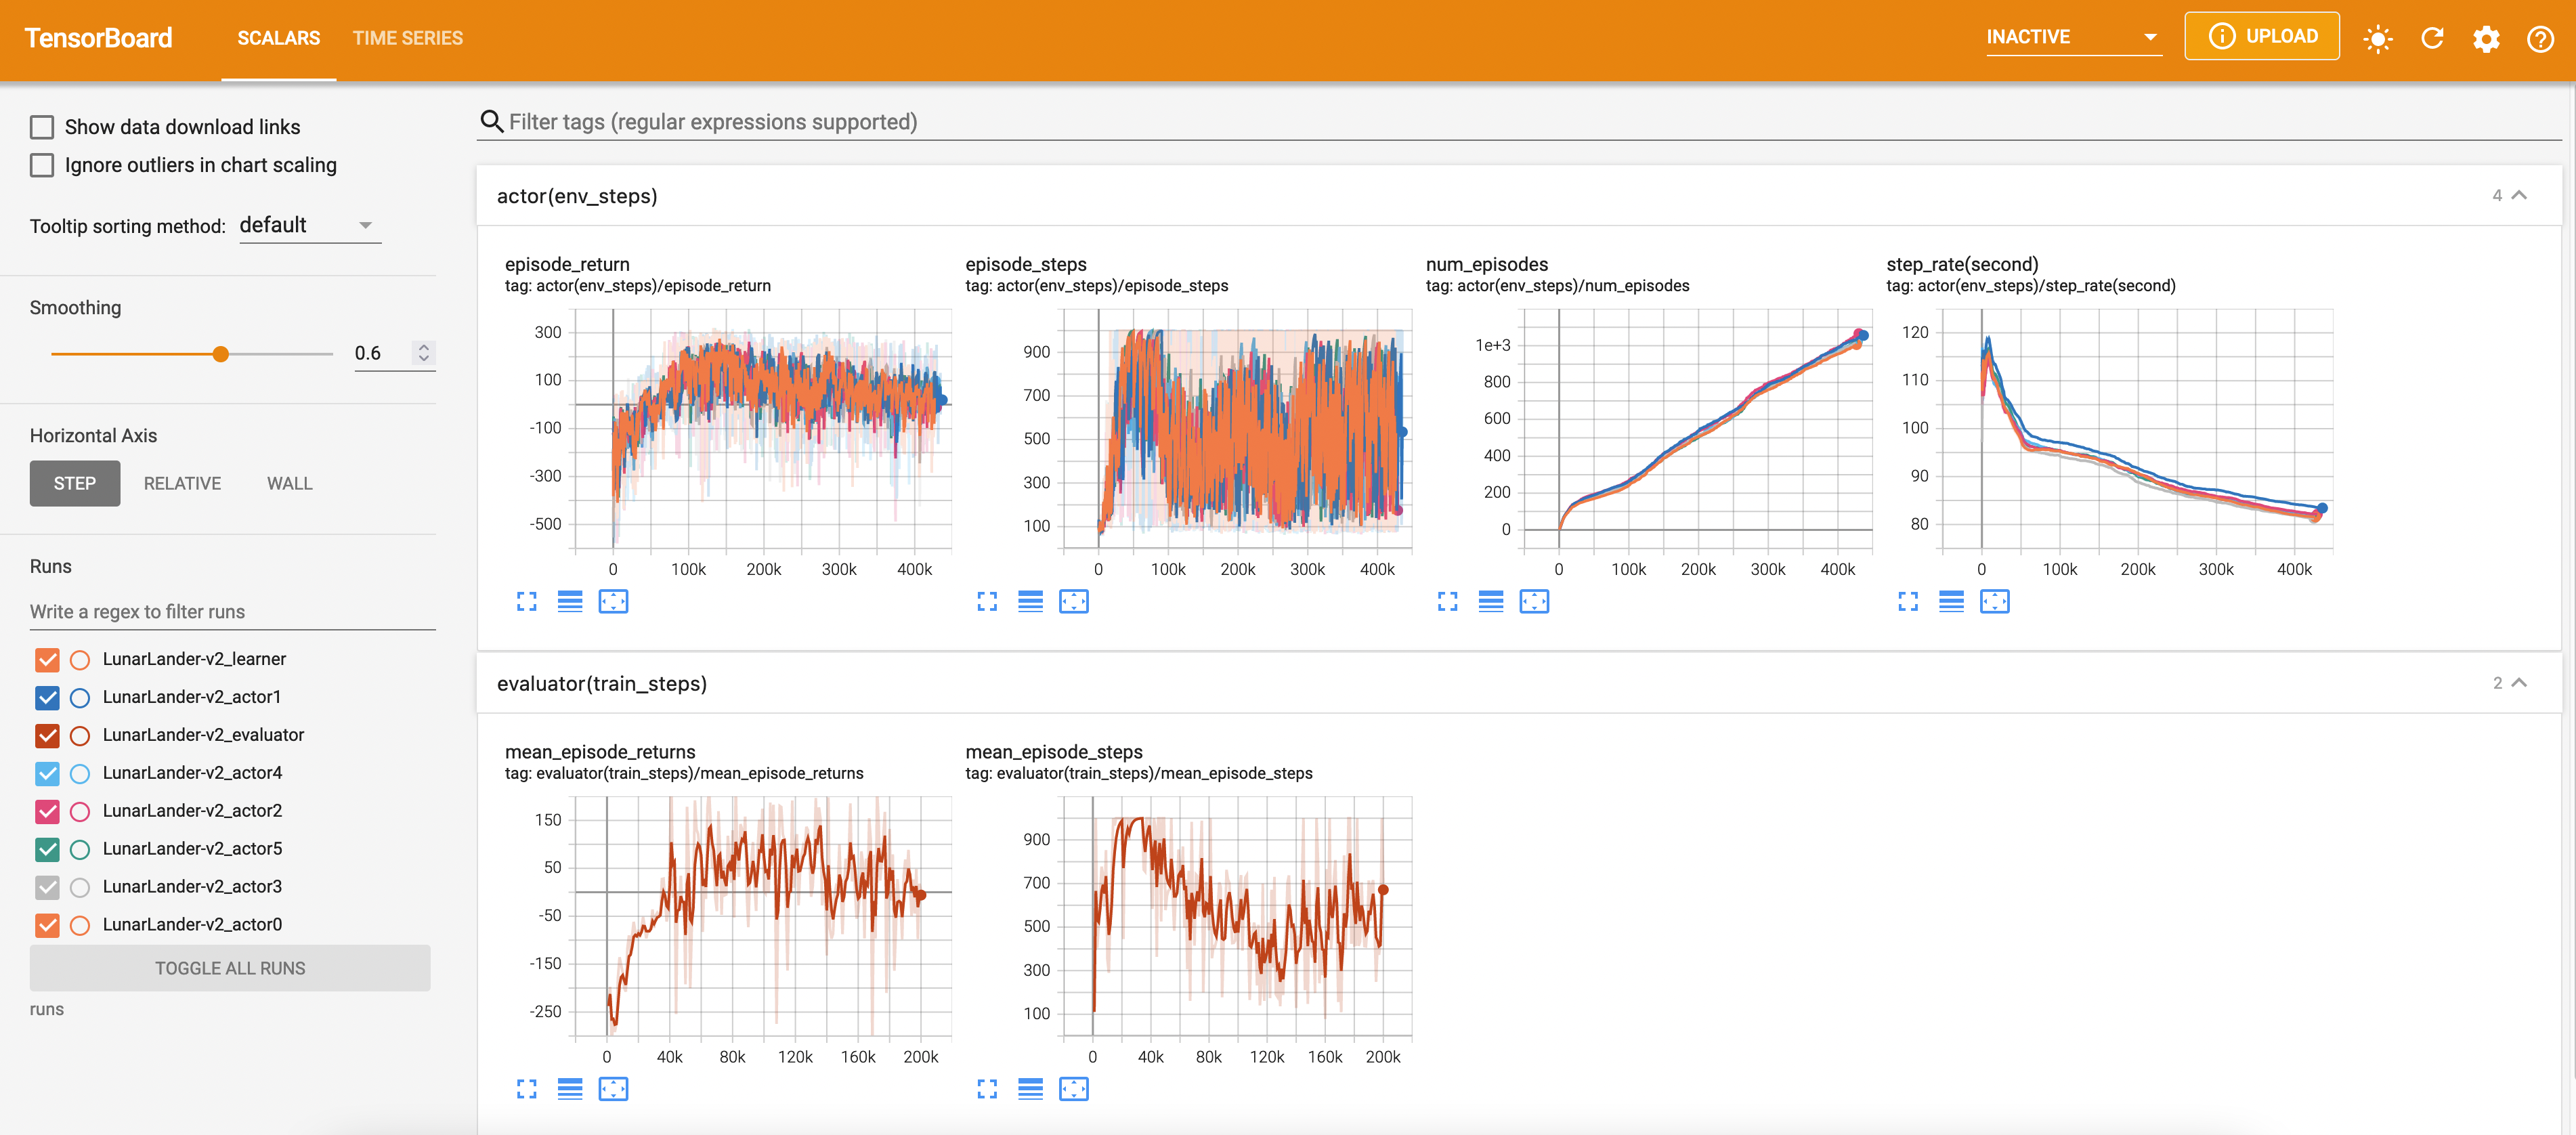 TensorBoard
SCALARS
TIME SERIES
INACTIVE
UPLOAD
Show data download links
Ignore outliers in chart scaling
Tooltip sorting method: default
Smoothing
0.6
Horizontal Axis
STEP RELATIVE WALL
Runs
Write a regex to filter runs
LunarLander-v2_learner
LunarLander-v2_actor1
LunarLander-v2_evaluator
LunarLander-v2_actor4
LunarLander-v2_actor2
LunarLander-v2_actor5
LunarLander-v2_actor3
LunarLander-v2_actor0
TOGGLE ALL RUNS
runs
Filter tags (regular expressions supported)
actor(env_steps)
4
episode_return
tag: actor(env_steps)/episode_return
300
100
-100
-300
-500
0 100k 200k 300k 400k
episode_steps
tag: actor(env_steps)/episode_steps
900
700
500
300
100
0 100k 200k 300k 400k
num_episodes
tag: actor(env_steps)/num_episodes
1e+3
800
600
400
200
0
0 100k 200k 300k 400k
step_rate(second)
tag: actor(env_steps)/step_rate(second)
120
110
100
90
80
0 100k 200k 300k 400k
evaluator(train_steps)
2
mean_episode_returns
tag: evaluator(train_steps)/mean_episode_returns
150
50
-50
-150
-250
0 40k 80k 120k 160k 200k
mean_episode_steps
tag: evaluator(train_steps)/mean_episode_steps
900
700
500
300
100
0 40k 80k 120k 160k 200k